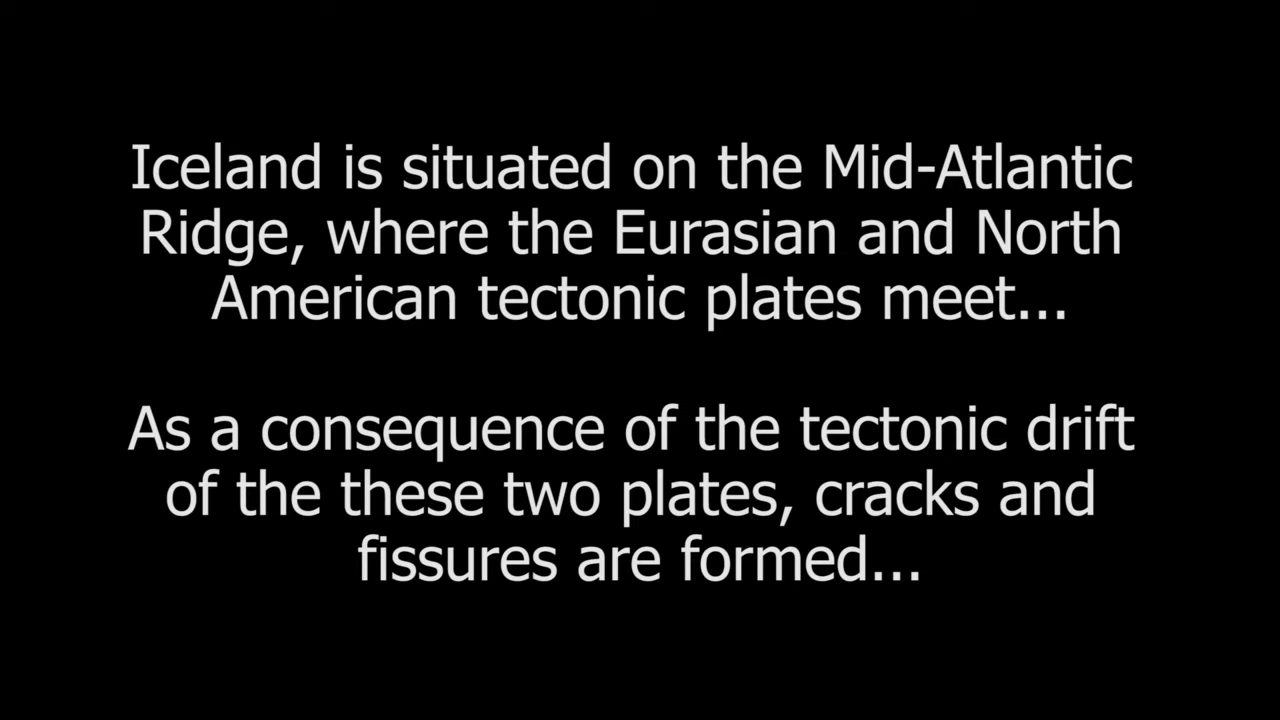 Iceland is situated on the Mid-Atlantic
Ridge, where the Eurasian and North
American tectonic plates meet...
As a consequence of the tectonic drift
of the these two plates, cracks and
fissures are formed...